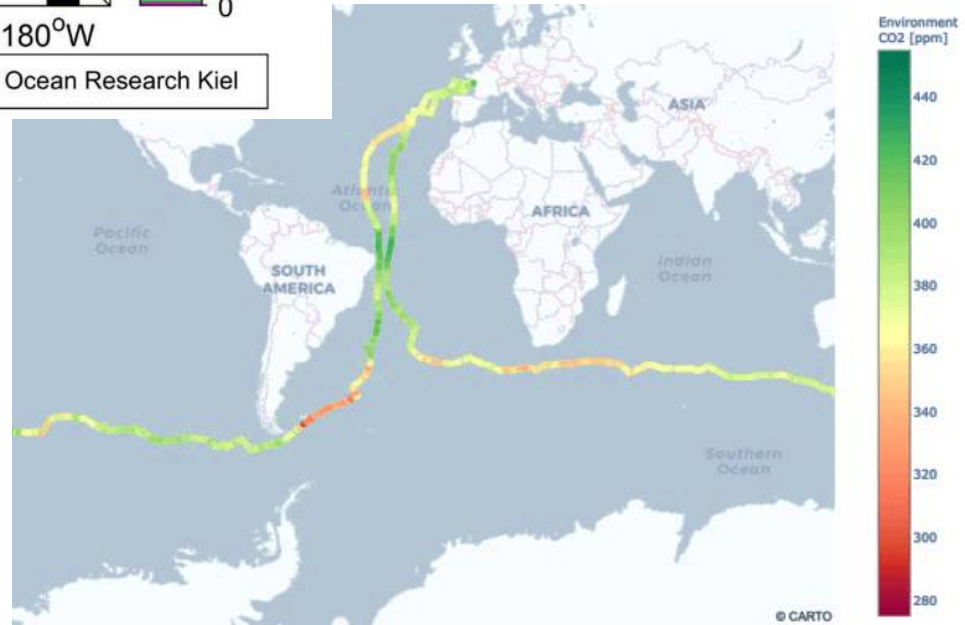 0
180°W
Ocean Research Kiel
Environment
CO2 [ppm]
440
420
400
380
360
340
320
300
280
ASIA
Atlantic
Ocean
AFRICA
Pacific
Ocean
SOUTH
AMERICA
Indian
Ocean
Southern
Ocean
© CARTO